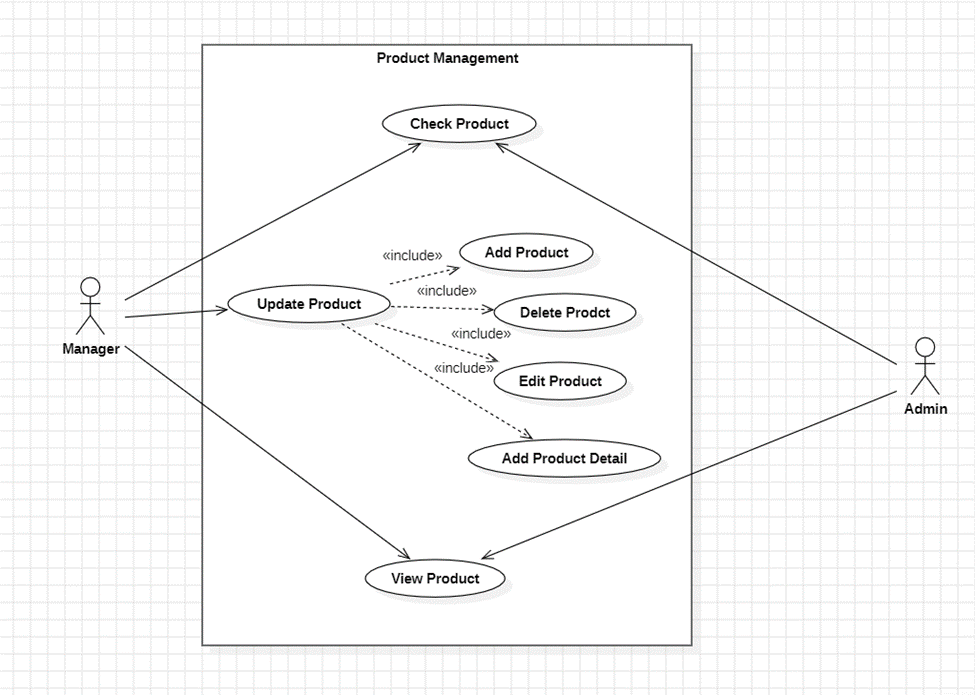 Product Management
Check Product
«include»
Add Product
«include»
Update Product
Delete Prodct
«include»
Manager
«include»
Edit Product
Admin
Add Product Detail
View Product